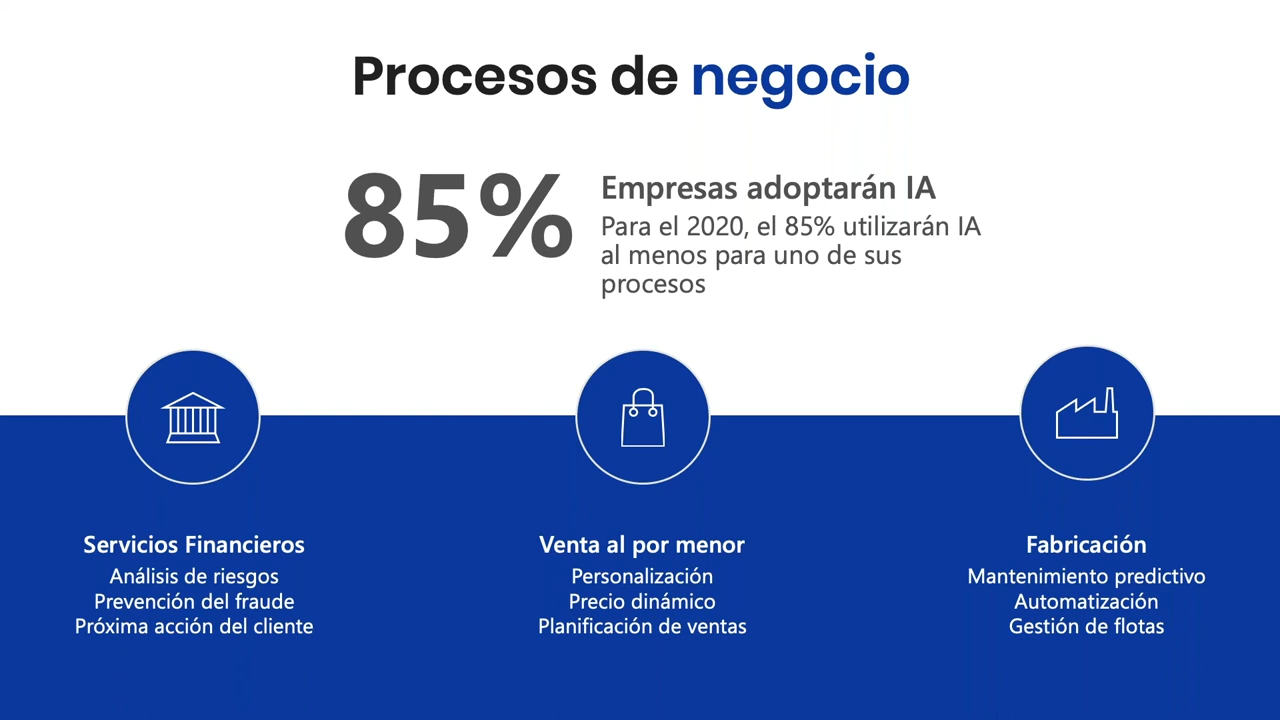 Procesos de negocio
85%
Empresas adoptarán IA
Para el 2020, el 85% utilizarán IA
al menos para uno de sus
procesos
Servicios Financieros
Análisis de riesgos
Prevención del fraude
Próxima acción del cliente
Venta al por menor
Personalización
Precio dinámico
Planificación de ventas
Fabricación
Mantenimiento predictivo
Automatización
Gestión de flotas